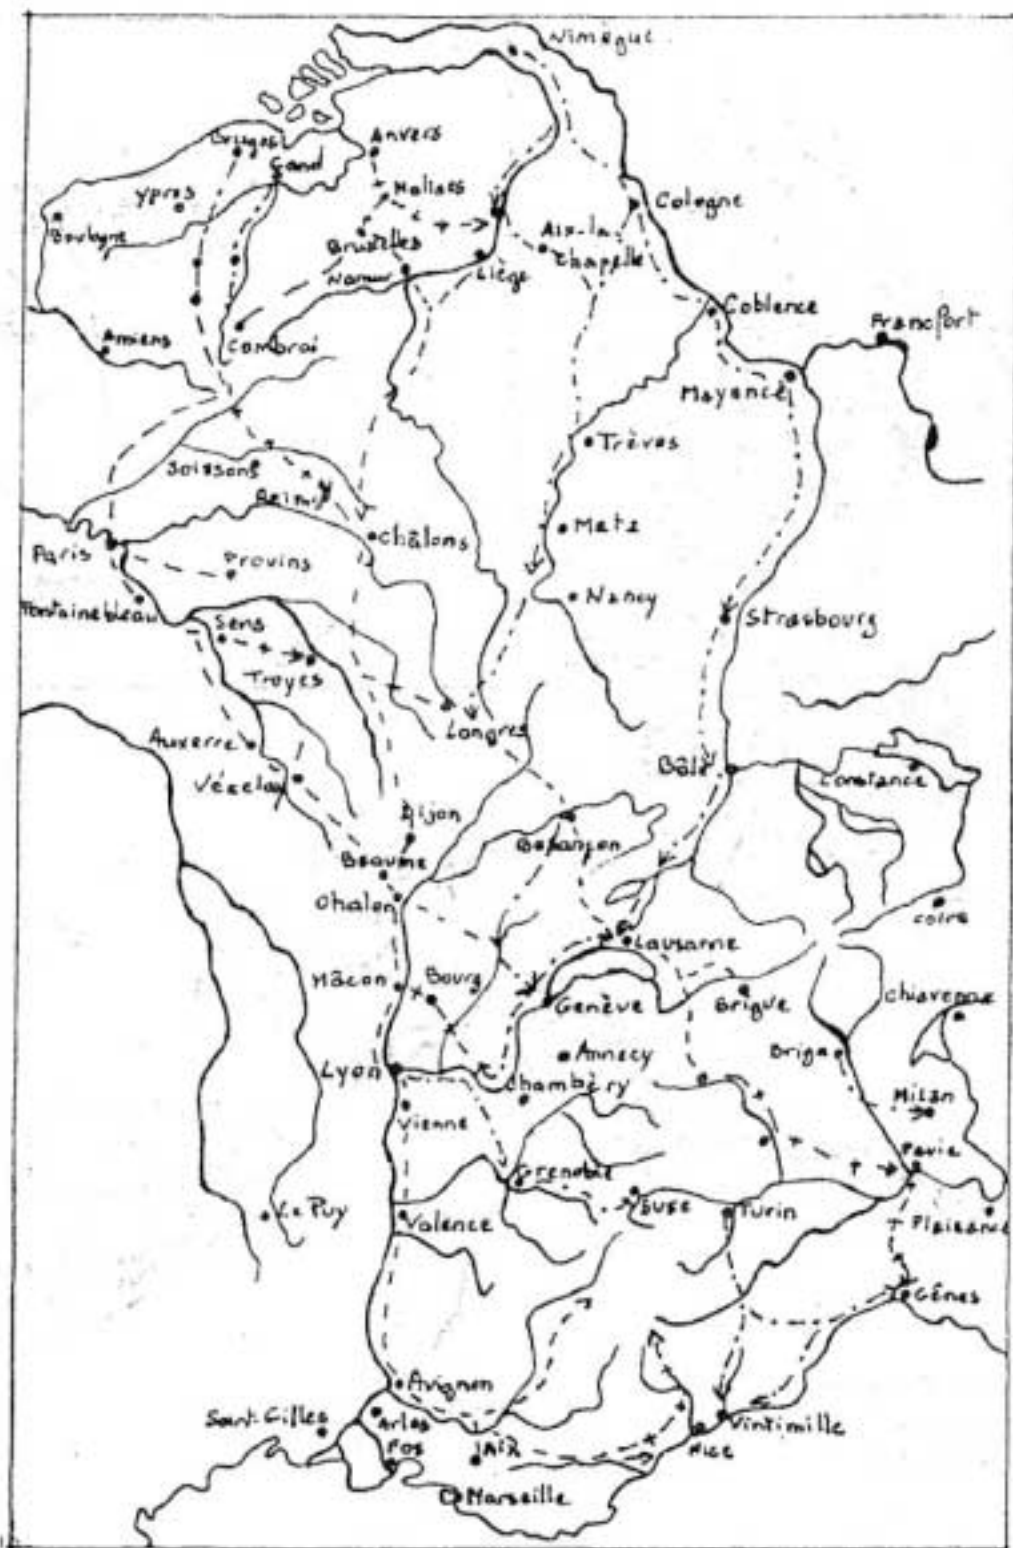 Nimegue
Bruges
Anvers
Gand
Ypres
Malines
Cologne
Boulogne
Bruxelles
Aix-la-
Chapelle
Namur
Liège
Coblence
Francfort
Amiens
Cambrai
Mayence
Trèves
Soissons
Reims
Metz
Châlons
Paris
Provins
Nancy
Fontainebleau
Sens
Strasbourg
Troyes
Langres
Auxerre
Bâle
Constance
Vézelay
Dijon
Besançon
Beaume
Chalon
Coire
Lausanne
Mâcon
Bourg
Genève
Brigue
Chiavenna
Annecy
Briga
Lyon
Chambéry
Milan
Vienne
Pavie
Grenoble
Suse
Le Puy
Valence
Turin
Plaisance
Gênes
Avignon
Saint-Gilles
Arles
Vintimille
Fos
Aix
Nice
Marseille